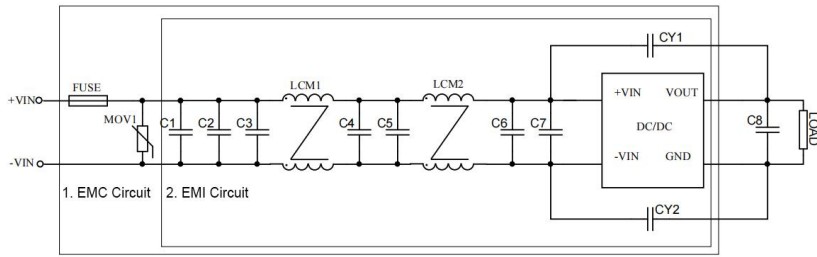 CY1
FUSE
LCM1
LCM2
+VIN
MOV1
C1
C2
C3
C4
C5
C6
C7
+VIN
VOUT
DC/DC
-VIN
GND
C8
LOAD
-VIN
1. EMC Circuit
2. EMI Circuit
CY2